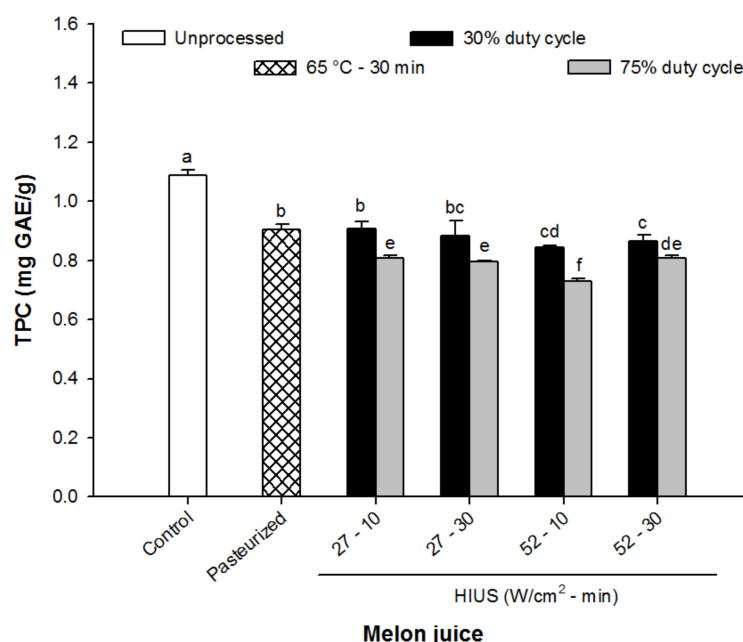 1.6
1.4
1.2
1.0
0.8
0.6
0.4
0.2
0.0
TPC (mg GAE/g)
Unprocessed
30% duty cycle
65 °C - 30 min
75% duty cycle
a
b
b
e
bc
e
cd
f
c
de
Control
Pasteurized
27 - 10
27 - 30
52 - 10
52 - 30
HIUS (W/cm² - min)
Melon juice